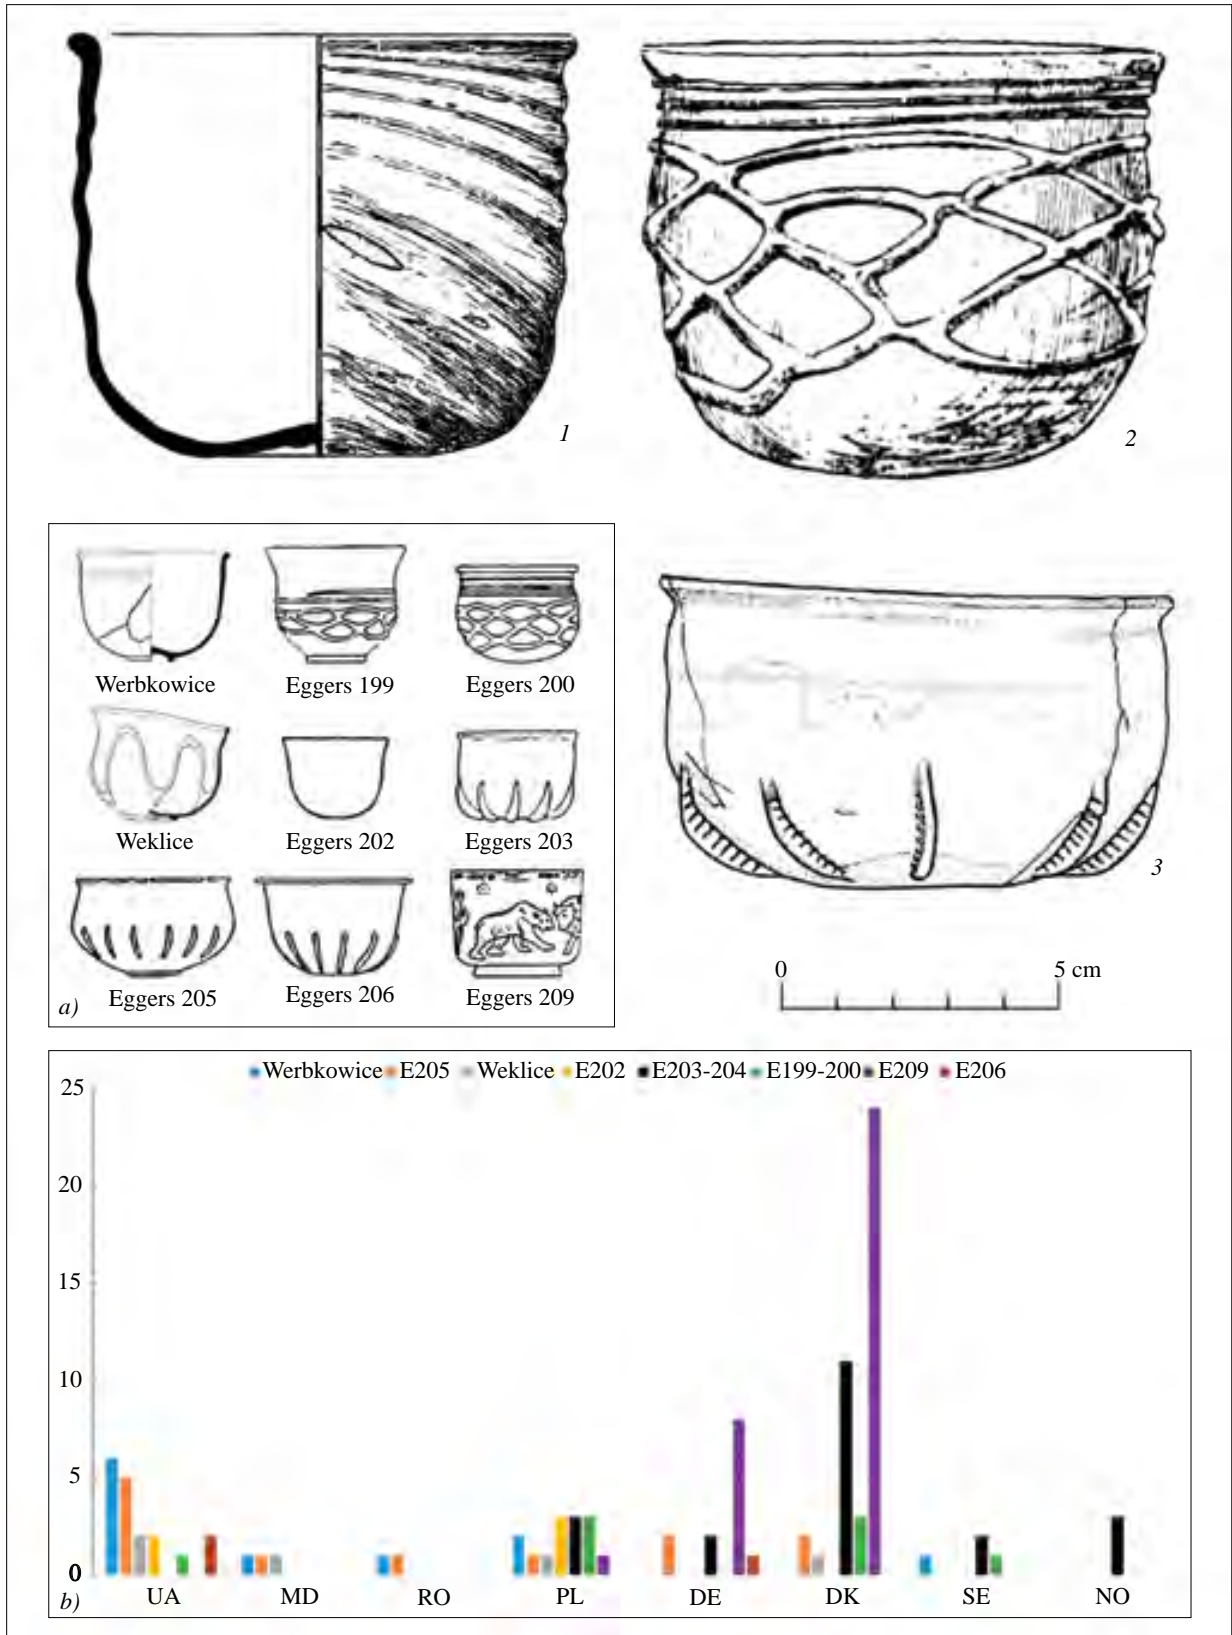 1
2
Werbkowice Eggers 199 Eggers 200
Weklice Eggers 202 Eggers 203
Eggers 205 Eggers 206 Eggers 209
a)
3
0 5 cm
Werbkowice E205 Weklice E202 E203-204 E199-200 E209 E206
25
20
15
10
5
0
UA MD RO PL DE DK SE NO
b)